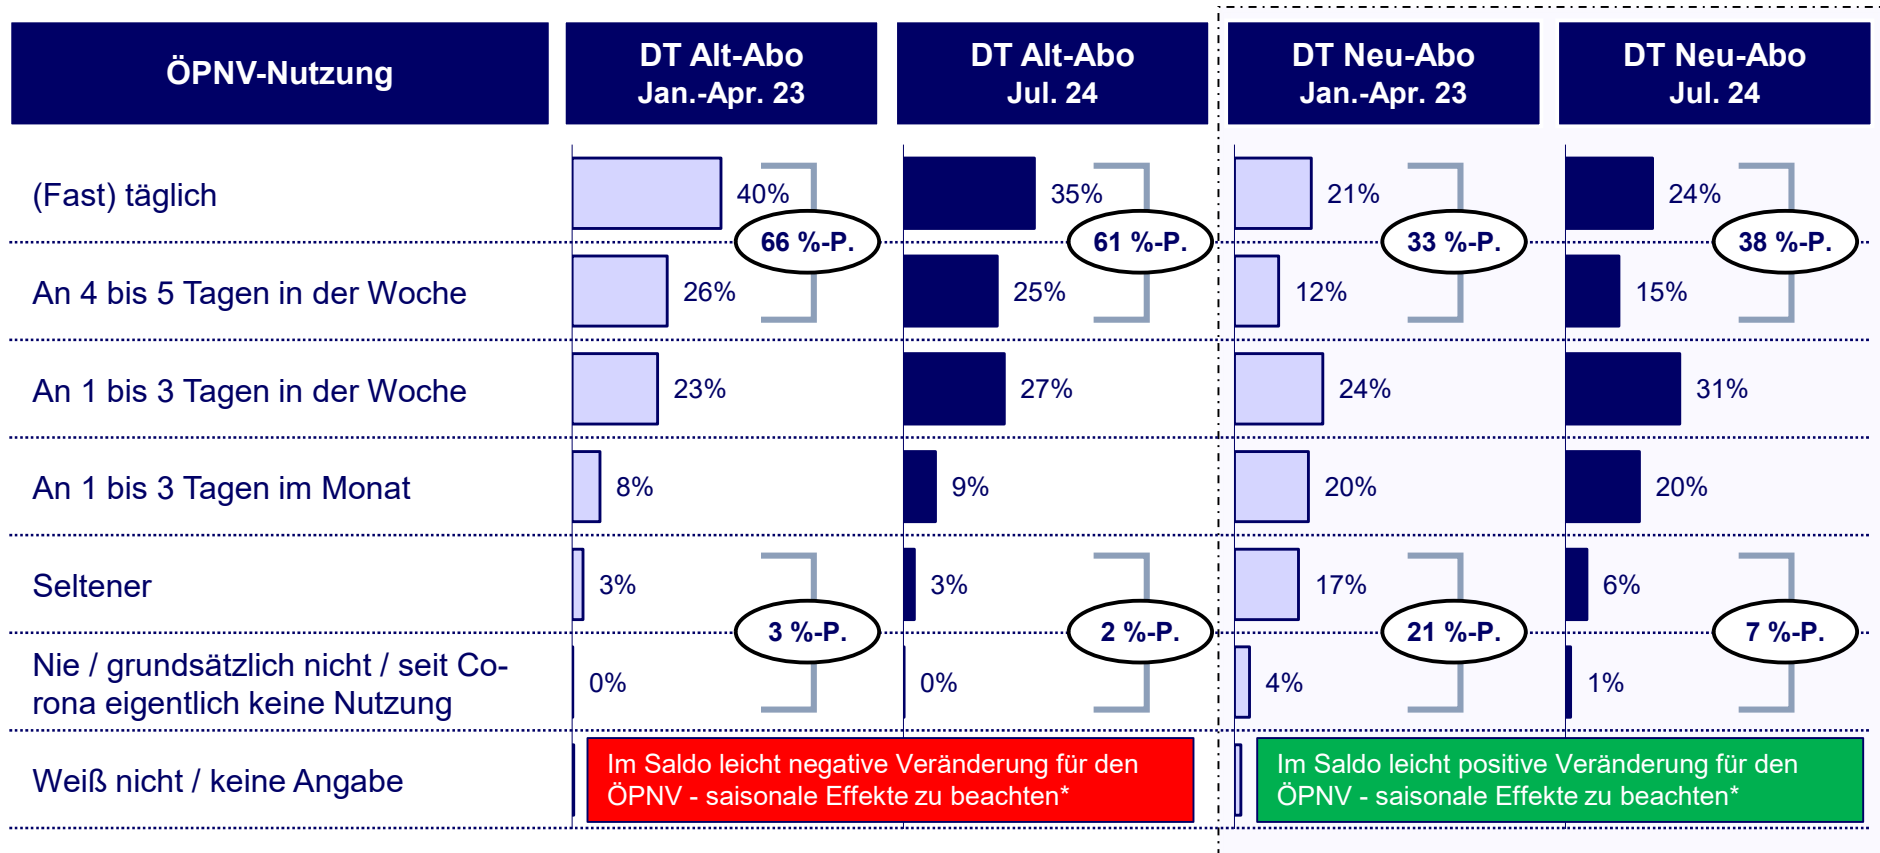 ÖPNV-Nutzung
DT Alt-Abo
Jan.-Apr. 23
DT Alt-Abo
Jul. 24
DT Neu-Abo
Jan.-Apr. 23
DT Neu-Abo
Jul. 24
(Fast) täglich
40%
35%
21%
24%
66 %-P.
61 %-P.
33 %-P.
38 %-P.
An 4 bis 5 Tagen in der Woche
26%
25%
12%
15%
An 1 bis 3 Tagen in der Woche
23%
27%
24%
31%
An 1 bis 3 Tagen im Monat
8%
9%
20%
20%
Seltener
3%
3%
17%
6%
3 %-P.
2 %-P.
21 %-P.
7 %-P.
Nie / grundsätzlich nicht / seit Co-
rona eigentlich keine Nutzung
0%
0%
4%
1%
Weiß nicht / keine Angabe
Im Saldo leicht negative Veränderung für den
ÖPNV - saisonale Effekte zu beachten*
Im Saldo leicht positive Veränderung für den
ÖPNV - saisonale Effekte zu beachten*